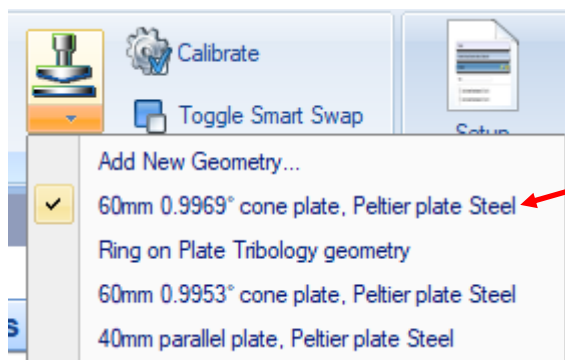 Calibrate
Toggle Smart Swap
Setup
Add New Geometry...
60mm 0.9969° cone plate, Peltier plate Steel
Ring on Plate Tribology geometry
60mm 0.9953° cone plate, Peltier plate Steel
40mm parallel plate, Peltier plate Steel
s